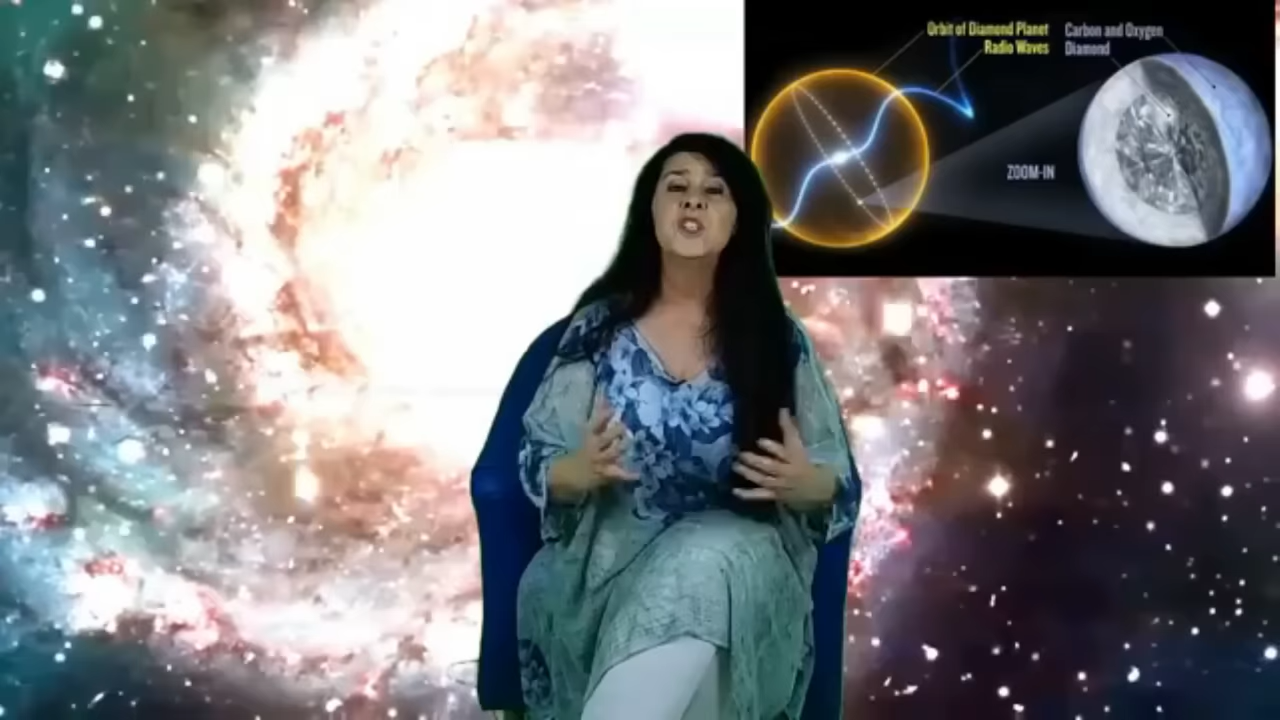 Orbit of Diamond Planet
Radio Waves
Carbon and Oxygen
Diamond
ZOOM-IN